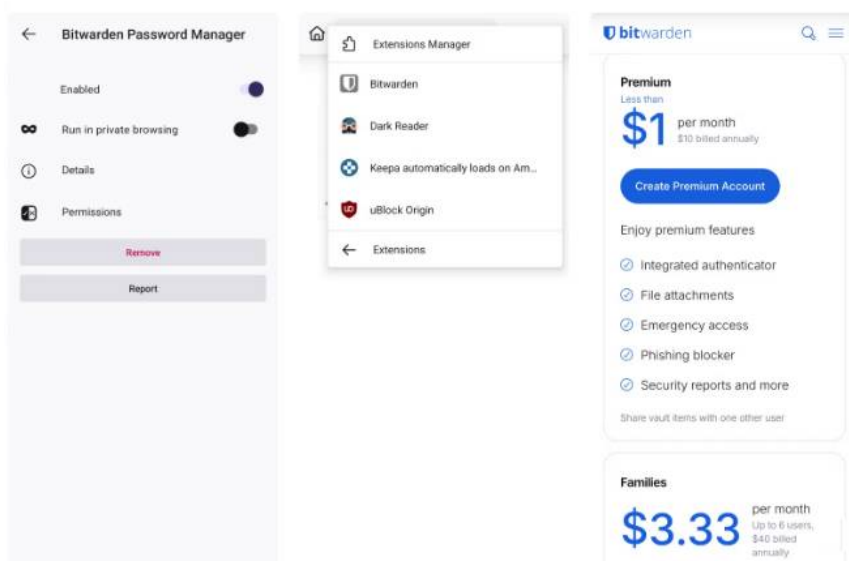 Bitwarden Password Manager
Enabled
Run in private browsing
Details
Permissions
Remove
Report
Extensions Manager
Bitwarden
Dark Reader
Keepa automatically loads on Am...
uBlock Origin
Extensions
bitwarden
Premium
Less than
$1 per month
$10 billed annually
Create Premium Account
Enjoy premium features
Integrated authenticator
File attachments
Emergency access
Phishing blocker
Security reports and more
Share vault items with one other user
Families
$3.33 per month
Up to 6 users,
$40 billed
annually